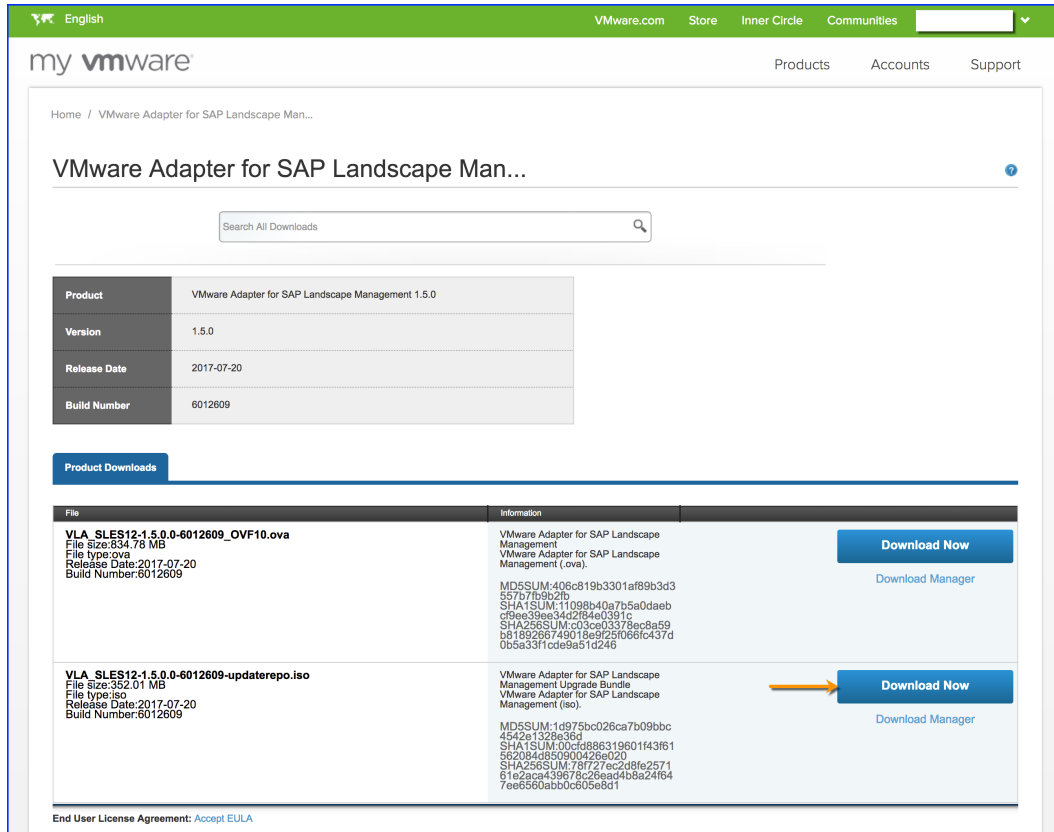 English VMware.com Store Inner Circle Communities
my vmware Products Accounts Support
Home / VMware Adapter for SAP Landscape Man...
VMware Adapter for SAP Landscape Man... ?
Search All Downloads
Product VMware Adapter for SAP Landscape Management 1.5.0
Version 1.5.0
Release Date 2017-07-20
Build Number 6012609
Product Downloads
File Information
VLA_SLES12-1.5.0.0-6012609_OVF10.ova
File size:834.78 MB
File type:ova
Release Date:2017-07-20
Build Number:6012609
VMware Adapter for SAP Landscape
Management
VMware Adapter for SAP Landscape
Management (.ova).
MD5SUM:406c819b3301af89b3d3
557b7fb9b2fb
SHA1SUM:11098b40a7b5a0daeb
cf9ee39ee34d2f84e0391c
SHA256SUM:c03ce03378ec8a59
b8189266749018e9f25f066fc437d
0b5a33f1cde9a51d246
Download Now
Download Manager
VLA_SLES12-1.5.0.0-6012609-updaterepo.iso
File size:352.01 MB
File type:iso
Release Date:2017-07-20
Build Number:6012609
VMware Adapter for SAP Landscape
Management Upgrade Bundle
VMware Adapter for SAP Landscape
Management (iso).
MD5SUM:1d975bc026ca7b09bbc
4542e1328e36d
SHA1SUM:00cfd886319601f43f61
562084d850900426e020
SHA256SUM:78f727ec2d8fe2571
61e2aca439678c26ead4b8a24f64
7ee6560abb0c605e8d1
Download Now
Download Manager
End User License Agreement: Accept EULA